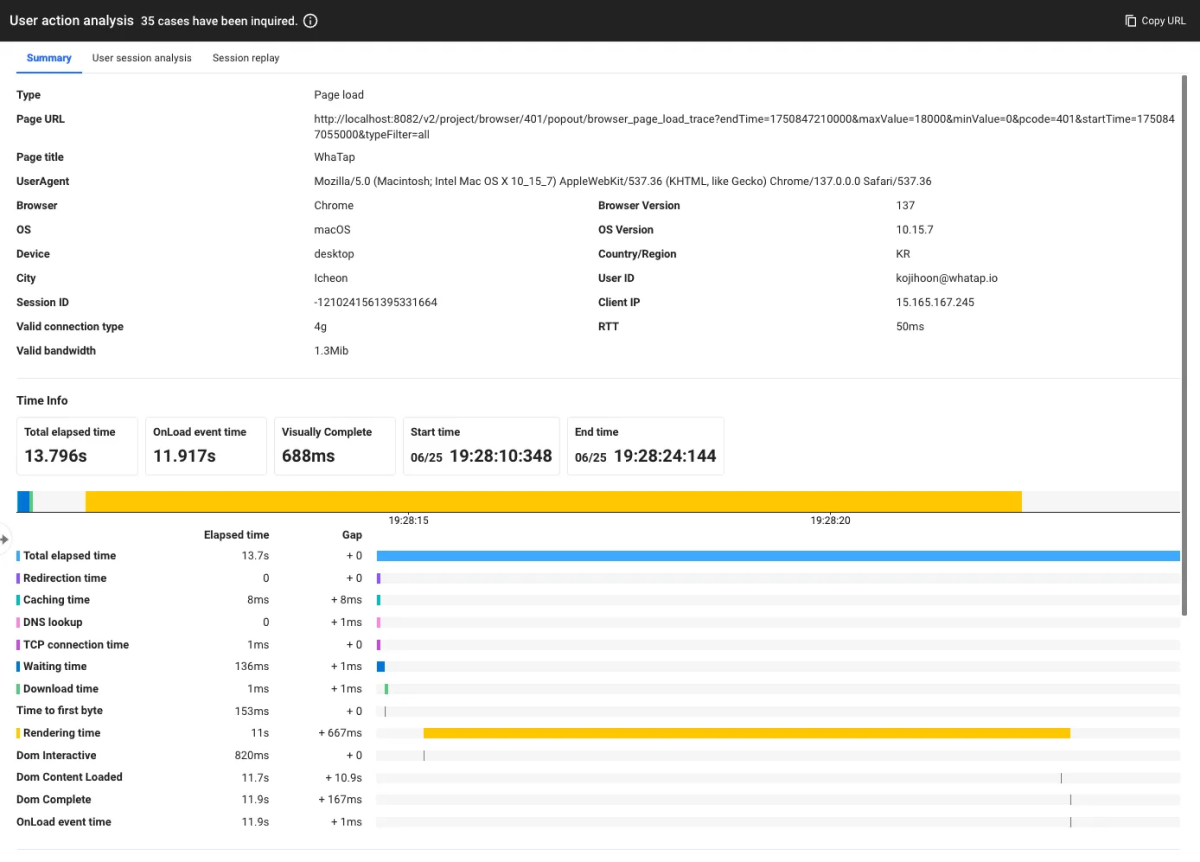 User action analysis 35 cases have been inquired.
Copy URL
Summary User session analysis Session replay
Type Page load
Page URL http://localhost:8082/v2/project/browser/401/popout/browser_page_load_trace?endTime=1750847210000&maxValue=18000&minValue=0&pcode=401&startTime=175084
7055000&typeFilter=all
Page title WhaTap
UserAgent Mozilla/5.0 (Macintosh; Intel Mac OS X 10_15_7) AppleWebKit/537.36 (KHTML, like Gecko) Chrome/137.0.0.0 Safari/537.36
Browser Chrome Browser Version 137
OS macOS OS Version 10.15.7
Device desktop Country/Region KR
City Icheon User ID kojihoon@whatap.io
Session ID -1210241561395331664 Client IP 15.165.167.245
Valid connection type 4g RTT 50ms
Valid bandwidth 1.3Mib
Time Info
Total elapsed time OnLoad event time Visually Complete Start time End time
13.796s 11.917s 688ms 06/25 19:28:10:348 06/25 19:28:24:144
19:28:15 19:28:20
Elapsed time Gap
Total elapsed time 13.7s + 0
Redirection time 0 + 0
Caching time 8ms + 8ms
DNS lookup 0 + 1ms
TCP connection time 1ms + 0
Waiting time 136ms + 1ms
Download time 1ms + 1ms
Time to first byte 153ms + 0
Rendering time 11s + 667ms
Dom Interactive 820ms + 0
Dom Content Loaded 11.7s + 10.9s
Dom Complete 11.9s + 167ms
OnLoad event time 11.9s + 1ms